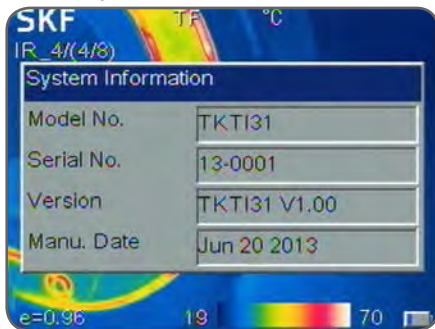 SKF TF °C
IR_4/(4/8)
System Information
Model No. TKTI31
Serial No. 13-0001
Version TKTI31 V1.00
Manu. Date Jun 20 2013
e=0.96 19 70